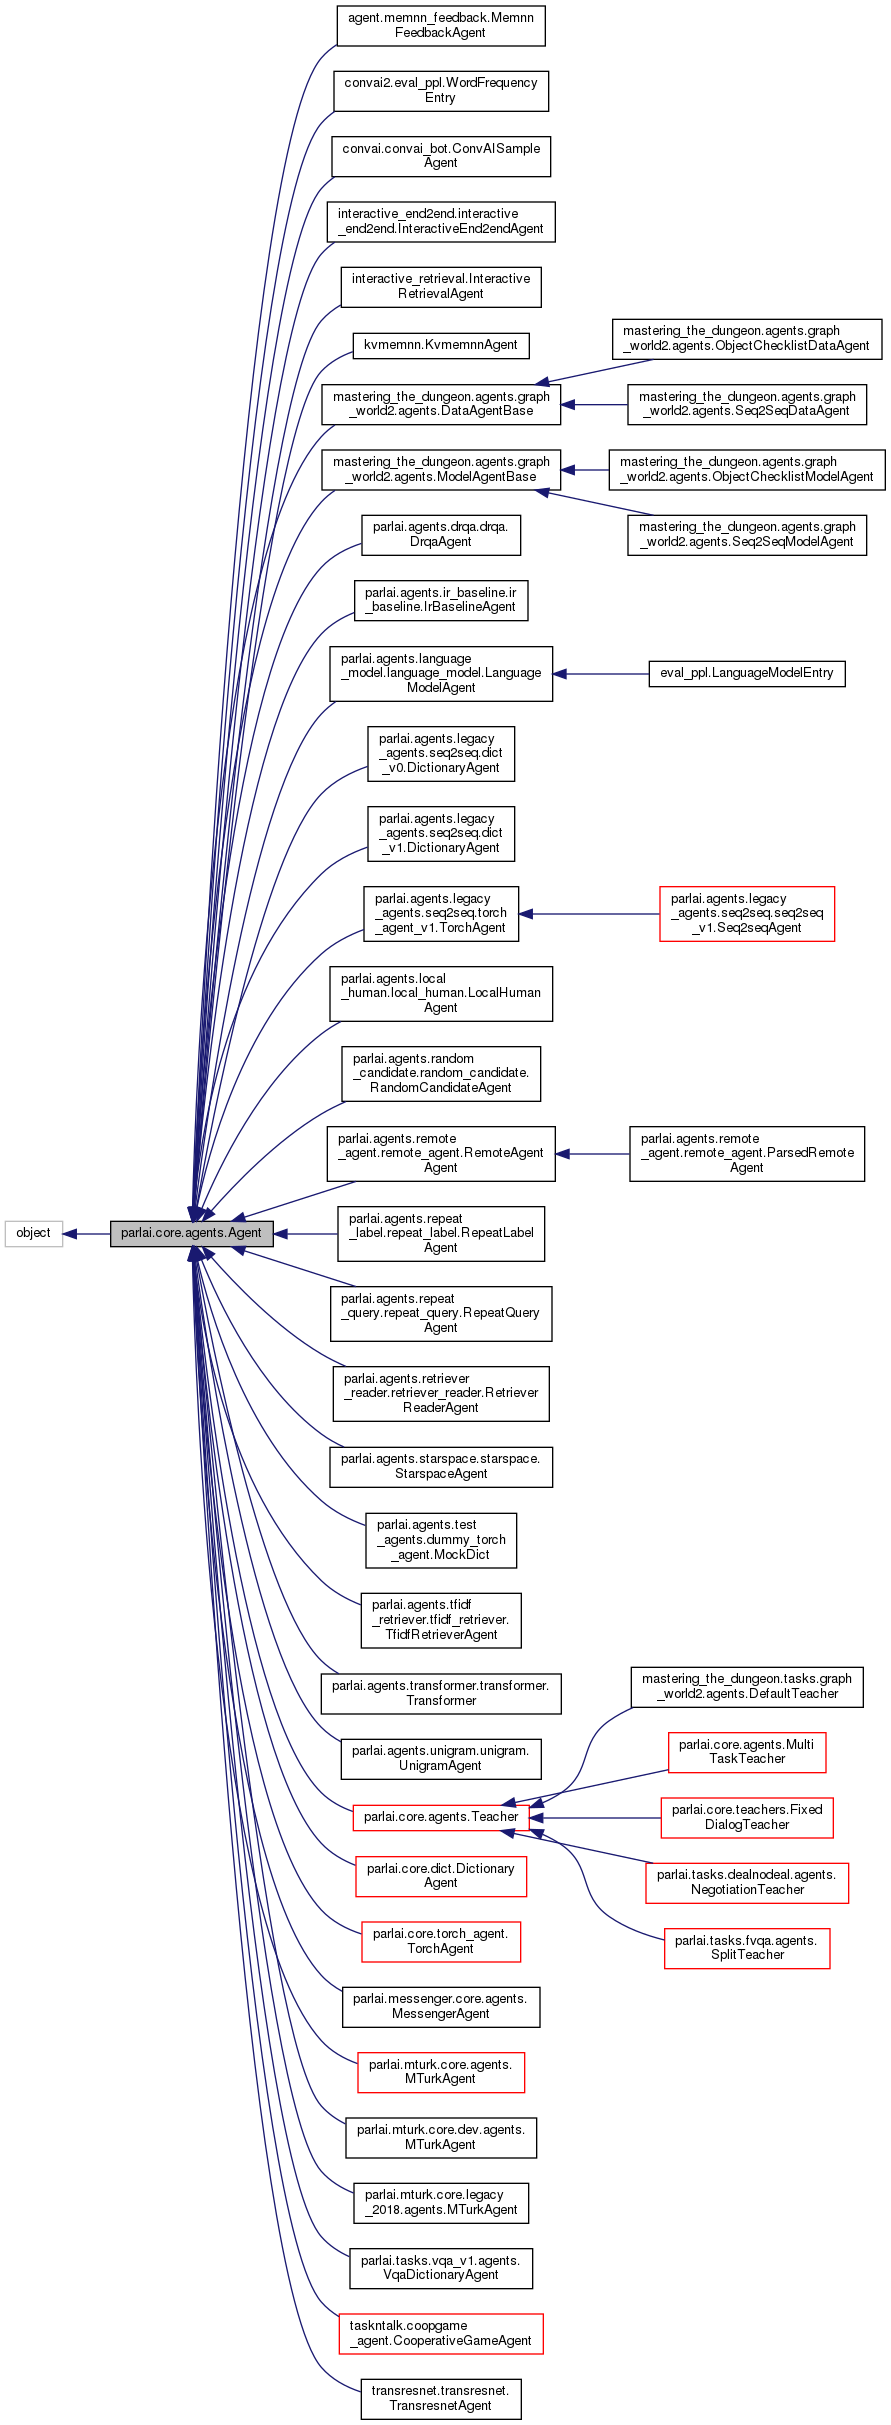 agent.memnn_feedback.Memnn
FeedbackAgent
convai2.eval_ppl.WordFrequency
Entry
convai.convai_bot.ConvAISample
Agent
interactive_end2end.interactive
_end2end.InteractiveEnd2endAgent
interactive_retrieval.Interactive
RetrievalAgent
kvmemnn.KvmemnnAgent
mastering_the_dungeon.agents.graph
_world2.agents.DataAgentBase
mastering_the_dungeon.agents.graph
_world2.agents.ObjectChecklistDataAgent
mastering_the_dungeon.agents.graph
_world2.agents.Seq2SeqDataAgent
mastering_the_dungeon.agents.graph
_world2.agents.ModelAgentBase
mastering_the_dungeon.agents.graph
_world2.agents.ObjectChecklistModelAgent
mastering_the_dungeon.agents.graph
_world2.agents.Seq2SeqModelAgent
parlai.agents.drqa.drqa.
DrqaAgent
parlai.agents.ir_baseline.ir
_baseline.IrBaselineAgent
parlai.agents.language
_model.language_model.Language
ModelAgent
eval_ppl.LanguageModelEntry
parlai.agents.legacy
_agents.seq2seq.dict
_v0.DictionaryAgent
parlai.agents.legacy
_agents.seq2seq.dict
_v1.DictionaryAgent
parlai.agents.legacy
_agents.seq2seq.torch
_agent_v1.TorchAgent
parlai.agents.legacy
_agents.seq2seq.seq2seq
_v1.Seq2seqAgent
parlai.agents.local
_human.local_human.LocalHuman
Agent
parlai.agents.random
_candidate.random_candidate.
RandomCandidateAgent
parlai.agents.remote
_agent.remote_agent.RemoteAgent
Agent
parlai.agents.remote
_agent.remote_agent.ParsedRemote
Agent
object
parlai.core.agents.Agent
parlai.agents.repeat
_label.repeat_label.RepeatLabel
Agent
parlai.agents.repeat
_query.repeat_query.RepeatQuery
Agent
parlai.agents.retriever
_reader.retriever_reader.Retriever
ReaderAgent
parlai.agents.starspace.starspace.
StarspaceAgent
parlai.agents.test
_agents.dummy_torch
_agent.MockDict
parlai.agents.tfidf
_retriever.tfidf_retriever.
TfidfRetrieverAgent
parlai.agents.transformer.transformer.
Transformer
parlai.agents.unigram.unigram.
UnigramAgent
parlai.core.agents.Teacher
mastering_the_dungeon.tasks.graph
_world2.agents.DefaultTeacher
parlai.core.agents.Multi
TaskTeacher
parlai.core.teachers.Fixed
DialogTeacher
parlai.tasks.dealnodeal.agents.
NegotiationTeacher
parlai.tasks.fvqa.agents.
SplitTeacher
parlai.core.dict.Dictionary
Agent
parlai.core.torch_agent.
TorchAgent
parlai.messenger.core.agents.
MessengerAgent
parlai.mturk.core.agents.
MTurkAgent
parlai.mturk.core.dev.agents.
MTurkAgent
parlai.mturk.core.legacy
_2018.agents.MTurkAgent
parlai.tasks.vqa_v1.agents.
VqaDictionaryAgent
taskntalk.coopgame
_agent.CooperativeGameAgent
transresnet.transresnet.
TransresnetAgent